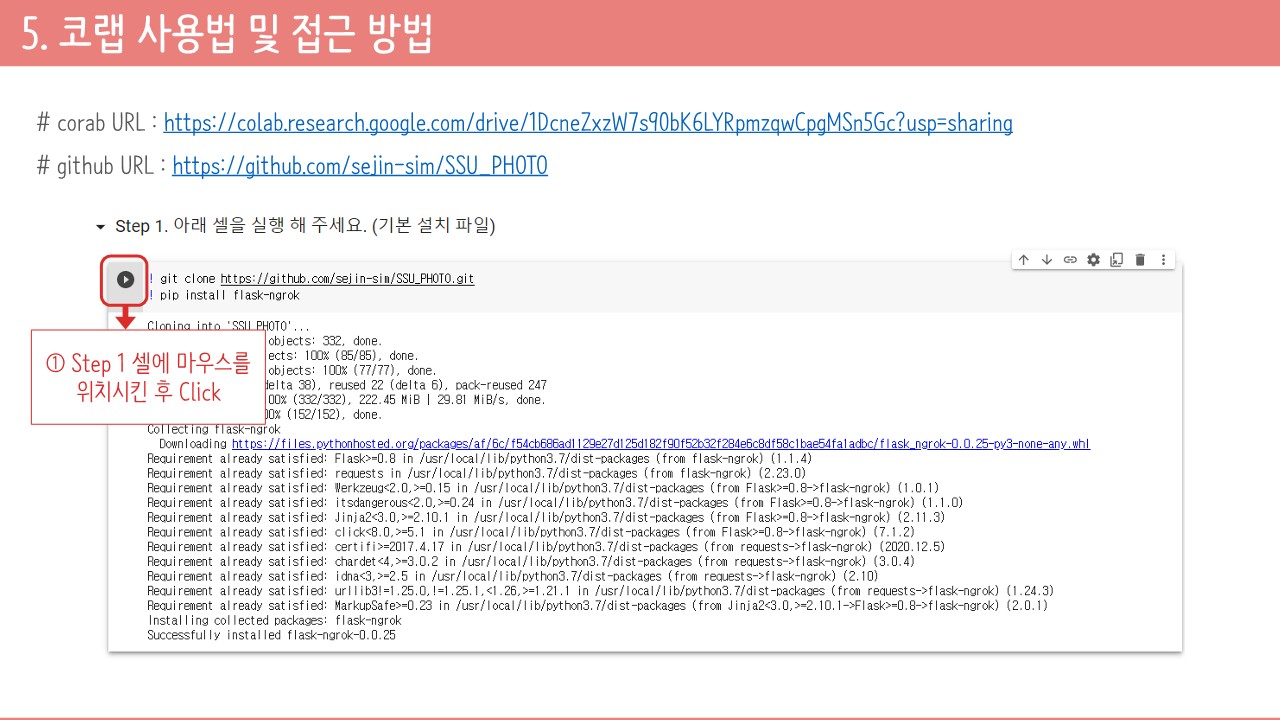 5. 코랩 사용법 및 접근 방법
# corab URL : https://colab.research.google.com/drive/1DcneZxzW7s90bK6LYRpmzqwCpgMSn5Gc?usp=sharing
# github URL : https://github.com/sejin-sim/SSU_PHOTO
Step 1. 아래 셀을 실행 해 주세요. (기본 설치 파일)
! git clone https://github.com/sejin-sim/SSU_PHOTO.git
! pip install flask-ngrok
Cloning into 'SSU_PHOTO'...
objects: 332, done.
ects: 100% (85/85), done.
objects: 100% (77/77), done.
delta 38), reused 22 (delta 6), pack-reused 247
00% (332/332), 222.45 MiB | 29.81 MiB/s, done.
00% (152/152), done.
① Step 1 셀에 마우스를
위치시킨 후 Click
Collecting flask-ngrok
Downloading https://files.pythonhosted.org/packages/af/6c/f54cb686ad1129e27d125d182f90f52b32f284e6c8df58c1bae54fa1adbc/flask_ngrok-0.0.25-py3-none-any.whl
Requirement already satisfied: Flask>=0.8 in /usr/local/lib/python3.7/dist-packages (from flask-ngrok) (1.1.4)
Requirement already satisfied: requests in /usr/local/lib/python3.7/dist-packages (from flask-ngrok) (2.23.0)
Requirement already satisfied: Werkzeug<2.0,>=0.15 in /usr/local/lib/python3.7/dist-packages (from Flask>=0.8->flask-ngrok) (1.0.1)
Requirement already satisfied: itsdangerous<2.0,>=0.24 in /usr/local/lib/python3.7/dist-packages (from Flask>=0.8->flask-ngrok) (1.1.0)
Requirement already satisfied: Jinja2<3.0,>=2.10.1 in /usr/local/lib/python3.7/dist-packages (from Flask>=0.8->flask-ngrok) (2.11.3)
Requirement already satisfied: click<8.0,>=5.1 in /usr/local/lib/python3.7/dist-packages (from Flask>=0.8->flask-ngrok) (7.1.2)
Requirement already satisfied: certifi>=2017.4.17 in /usr/local/lib/python3.7/dist-packages (from requests->flask-ngrok) (2020.12.5)
Requirement already satisfied: chardet<4,>=3.0.2 in /usr/local/lib/python3.7/dist-packages (from requests->flask-ngrok) (3.0.4)
Requirement already satisfied: idna<3,>=2.5 in /usr/local/lib/python3.7/dist-packages (from requests->flask-ngrok) (2.10)
Requirement already satisfied: urllib3!=1.25.0,!=1.25.1,<1.26,>=1.21.1 in /usr/local/lib/python3.7/dist-packages (from requests->flask-ngrok) (1.24.3)
Requirement already satisfied: MarkupSafe>=0.23 in /usr/local/lib/python3.7/dist-packages (from Jinja2<3.0,>=2.10.1->Flask>=0.8->flask-ngrok) (2.0.1)
Installing collected packages: flask-ngrok
Successfully installed flask-ngrok-0.0.25